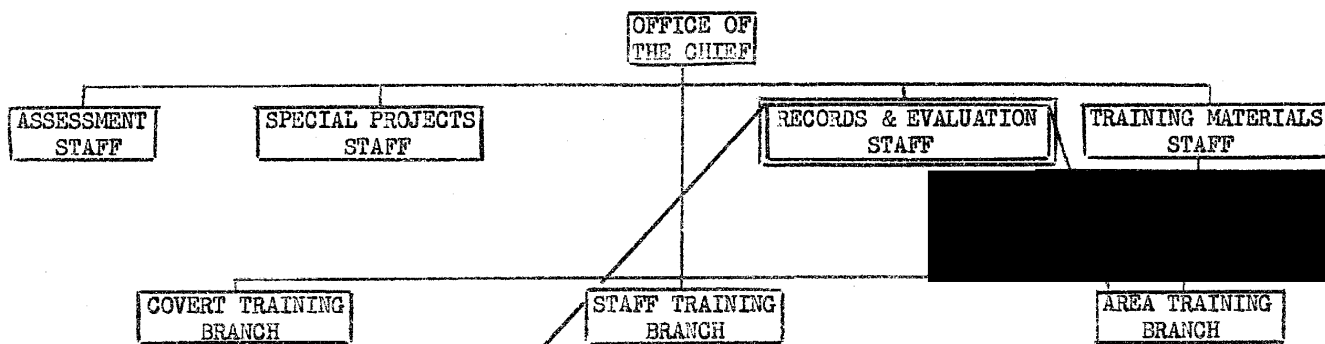 OFFICE OF
THE CHIEF
ASSESSMENT
STAFF
SPECIAL PROJECTS
STAFF
RECORDS & EVALUATION
STAFF
TRAINING MATERIALS
STAFF
COVERT TRAINING
BRANCH
STAFF TRAINING
BRANCH
AREA TRAINING
BRANCH